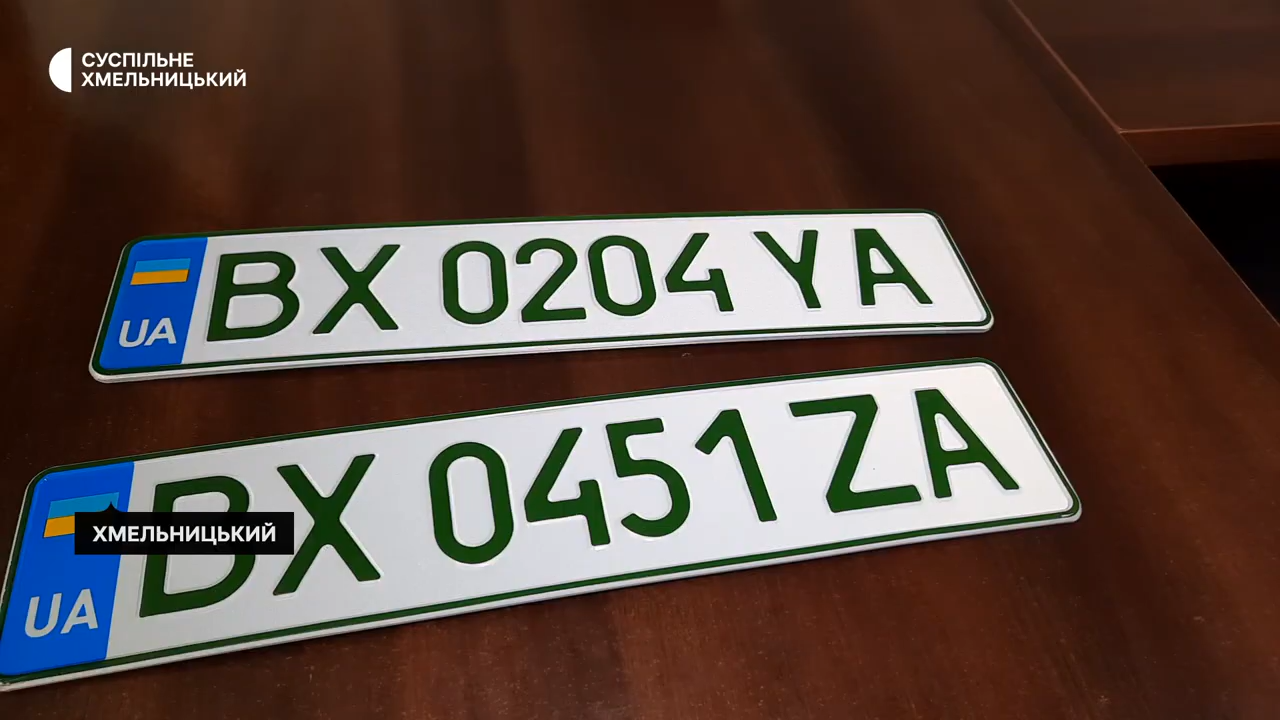 СУСПІЛЬНЕ
ХМЕЛЬНИЦЬКИЙ
UA BX 0204 YA
UA BX 0451 ZA
ХМЕЛЬНИЦЬКИЙ